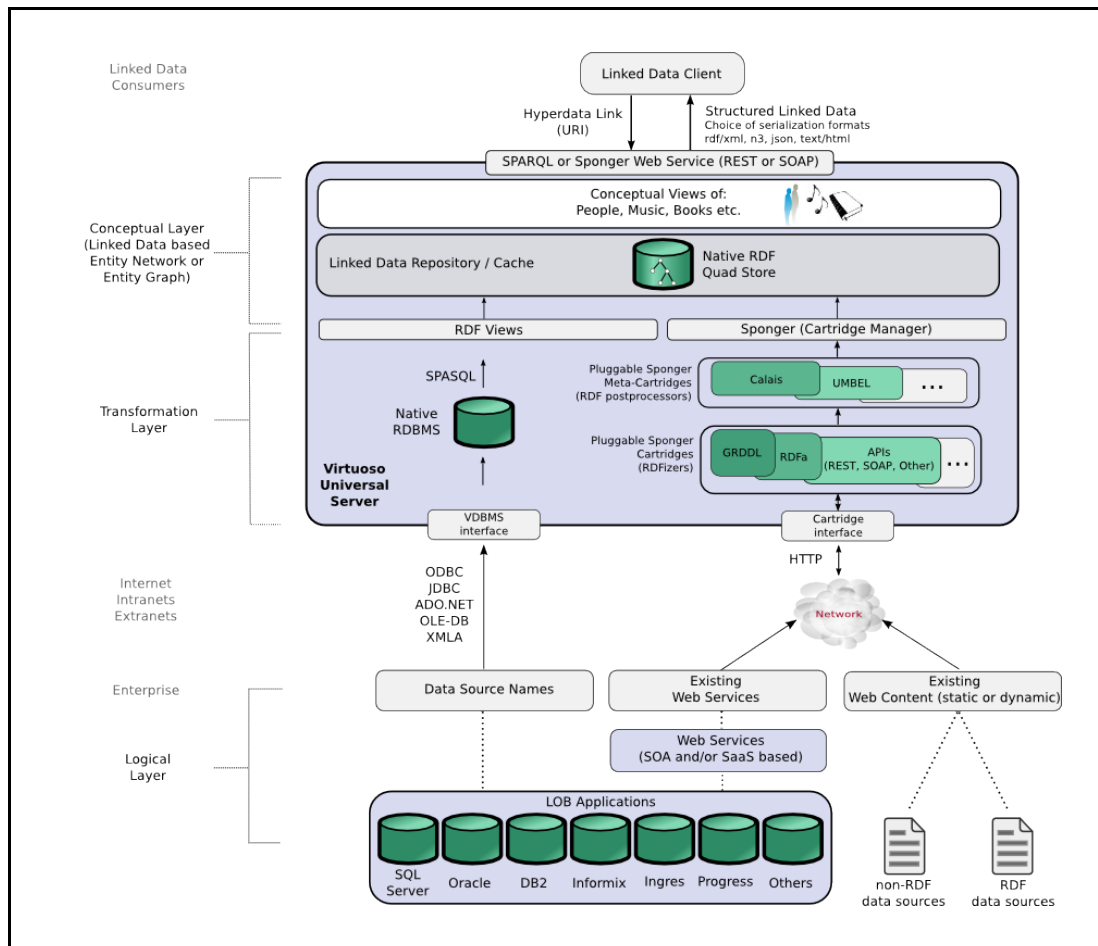 Linked Data
Consumers
Linked Data Client
Hyperdata Link
(URI)
Structured Linked Data
Choice of serialization formats
rdf/xml, n3, json, text/html
SPARQL or Sponger Web Service (REST or SOAP)
Conceptual Views of:
People, Music, Books etc.
Conceptual Layer
(Linked Data based
Entity Network or
Entity Graph)
Linked Data Repository / Cache
Native RDF
Quad Store
RDF Views
Sponger (Cartridge Manager)
SPASQL
Pluggable Sponger
Meta-Cartridges
(RDF postprocessors)
Calais
UMBEL
...
Transformation
Layer
Native
RDBMS
Pluggable Sponger
Cartridges
(RDFizers)
GRDDL
RDFa
APIs
(REST, SOAP, Other)
...
Virtuoso
Universal
Server
VDBMS
interface
Cartridge
interface
HTTP
ODBC
JDBC
ADO.NET
OLE-DB
XMLA
Internet
Intranets
Extranets
Network
Enterprise
Data Source Names
Existing
Web Services
Existing
Web Content (static or dynamic)
Logical
Layer
Web Services
(SOA and/or SaaS based)
LOB Applications
SQL
Server
Oracle
DB2
Informix
Ingres
Progress
Others
non-RDF
data sources
RDF
data sources